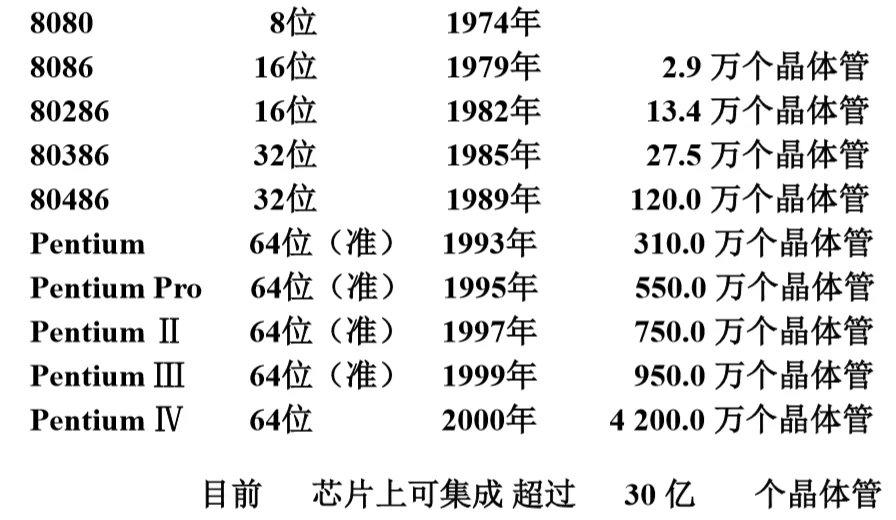 8080 8位 1974年
8086 16位 1979年 2.9 万个晶体管
80286 16位 1982年 13.4 万个晶体管
80386 32位 1985年 27.5 万个晶体管
80486 32位 1989年 120.0 万个晶体管
Pentium 64位（准） 1993年 310.0 万个晶体管
Pentium Pro 64位（准） 1995年 550.0 万个晶体管
Pentium Ⅱ 64位（准） 1997年 750.0 万个晶体管
Pentium Ⅲ 64位（准） 1999年 950.0 万个晶体管
Pentium Ⅳ 64位 2000年 4 200.0 万个晶体管
目前 芯片上可集成 超过 30 亿 个晶体管